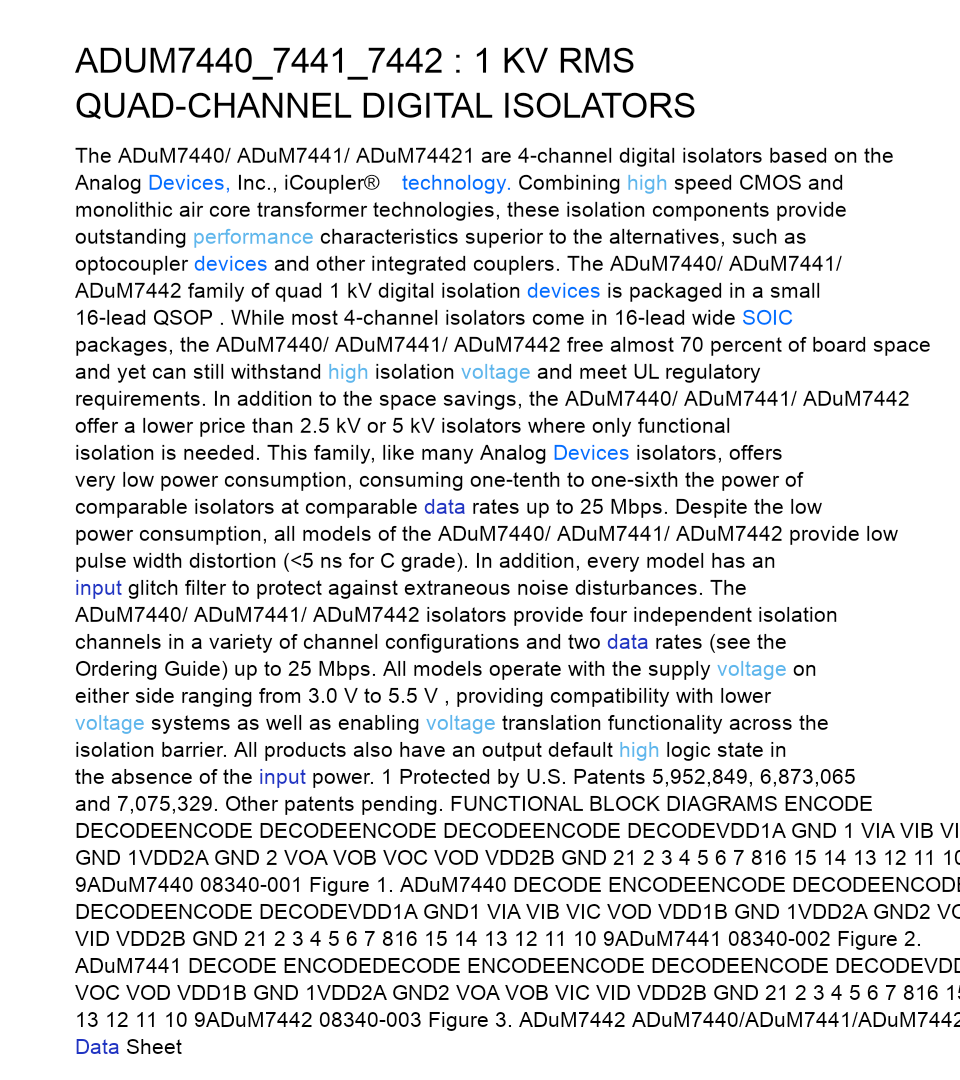 ADUM7440_7441_7442 : 1 KV RMS
QUAD-CHANNEL DIGITAL ISOLATORS
The ADuM7440/ ADuM7441/ ADuM74421 are 4-channel digital isolators based on the
Analog Devices, Inc., iCoupler® technology. Combining high speed CMOS and
monolithic air core transformer technologies, these isolation components provide
outstanding performance characteristics superior to the alternatives, such as
optocoupler devices and other integrated couplers. The ADuM7440/ ADuM7441/
ADuM7442 family of quad 1 kV digital isolation devices is packaged in a small
16-lead QSOP . While most 4-channel isolators come in 16-lead wide SOIC
packages, the ADuM7440/ ADuM7441/ ADuM7442 free almost 70 percent of board space
and yet can still withstand high isolation voltage and meet UL regulatory
requirements. In addition to the space savings, the ADuM7440/ ADuM7441/ ADuM7442
offer a lower price than 2.5 kV or 5 kV isolators where only functional
isolation is needed. This family, like many Analog Devices isolators, offers
very low power consumption, consuming one-tenth to one-sixth the power of
comparable isolators at comparable data rates up to 25 Mbps. Despite the low
power consumption, all models of the ADuM7440/ ADuM7441/ ADuM7442 provide low
pulse width distortion (<5 ns for C grade). In addition, every model has an
input glitch filter to protect against extraneous noise disturbances. The
ADuM7440/ ADuM7441/ ADuM7442 isolators provide four independent isolation
channels in a variety of channel configurations and two data rates (see the
Ordering Guide) up to 25 Mbps. All models operate with the supply voltage on
either side ranging from 3.0 V to 5.5 V , providing compatibility with lower
voltage systems as well as enabling voltage translation functionality across the
isolation barrier. All products also have an output default high logic state in
the absence of the input power. 1 Protected by U.S. Patents 5,952,849, 6,873,065
and 7,075,329. Other patents pending. FUNCTIONAL BLOCK DIAGRAMS ENCODE
DECODEENCODE DECODEENCODE DECODEENCODE DECODEVDD1A GND 1 VIA VIB VI
GND 1VDD2A GND 2 VOA VOB VOC VOD VDD2B GND 21 2 3 4 5 6 7 816 15 14 13 12 11 10
9ADuM7440 08340-001 Figure 1. ADuM7440 DECODE ENCODEENCODE DECODEENCODE
DECODEENCODE DECODEVDD1A GND1 VIA VIB VIC VOD VDD1B GND 1VDD2A GND2 VO
VID VDD2B GND 21 2 3 4 5 6 7 816 15 14 13 12 11 10 9ADuM7441 08340-002 Figure 2.
ADuM7441 DECODE ENCODEDECODE ENCODEENCODE DECODEENCODE DECODEVDD
VOC VOD VDD1B GND 1VDD2A GND2 VOA VOB VIC VID VDD2B GND 21 2 3 4 5 6 7 816 15
13 12 11 10 9ADuM7442 08340-003 Figure 3. ADuM7442 ADuM7440/ADuM7441/ADuM7442
Data Sheet